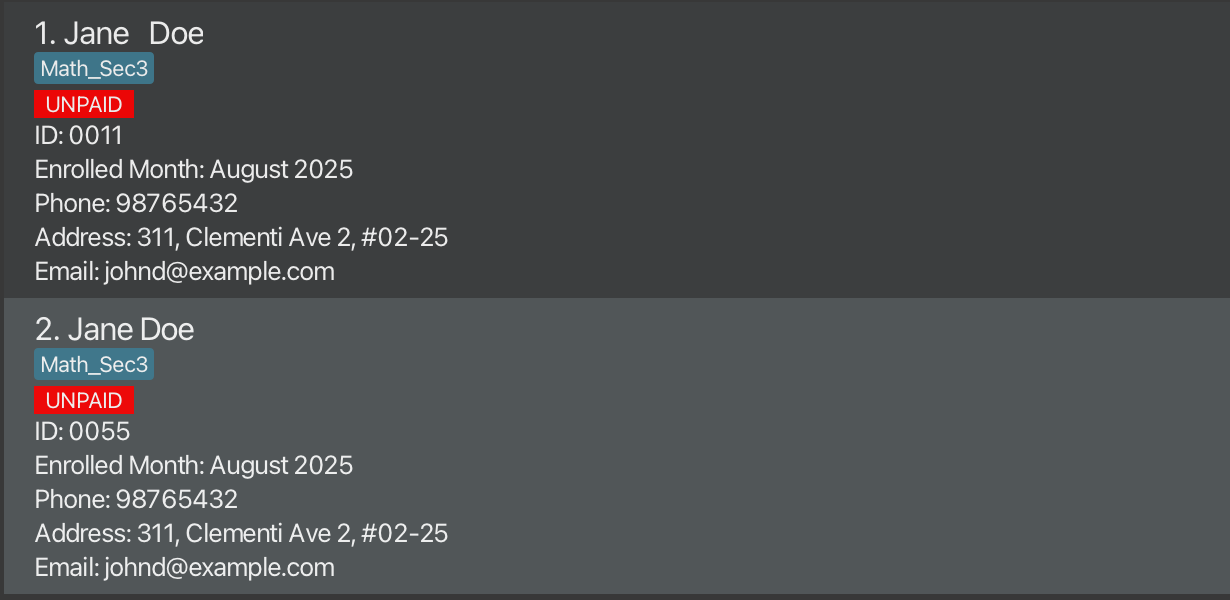 1. Jane   Doe
Math_Sec3
UNPAID
ID: 0011
Enrolled Month: August 2025
Phone: 98765432
Address: 311, Clementi Ave 2, #02-25
Email: johnd@example.com
2. Jane Doe
Math_Sec3
UNPAID
ID: 0055
Enrolled Month: August 2025
Phone: 98765432
Address: 311, Clementi Ave 2, #02-25
Email: johnd@example.com